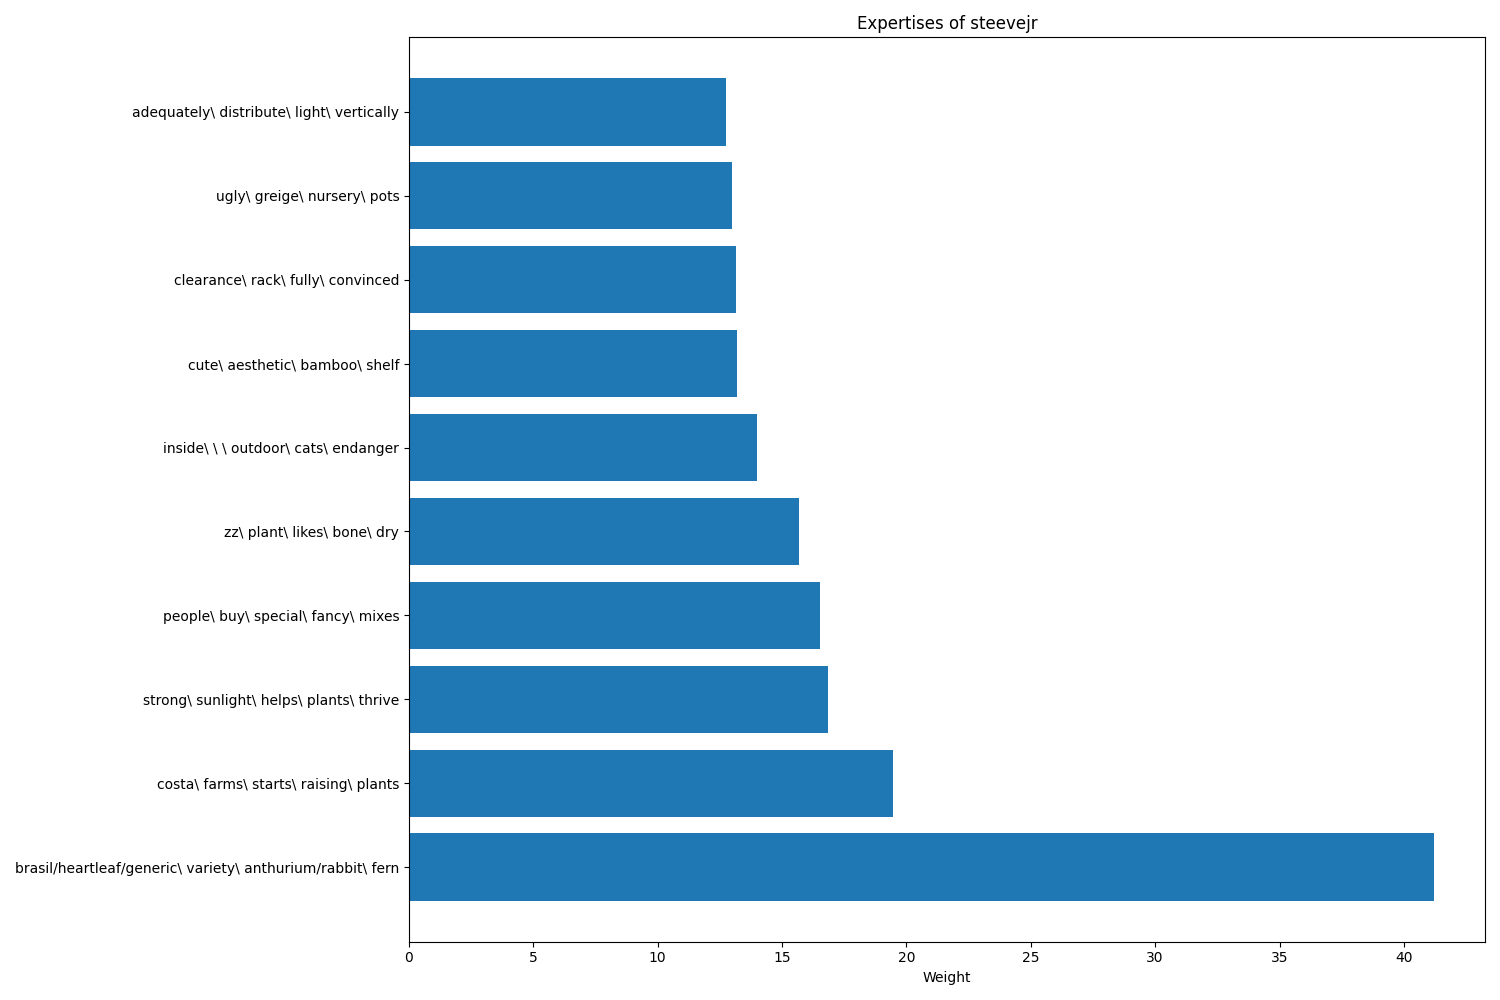 Expertises of steevejr
adequately\ distribute\ light\ vertically
ugly\ greige\ nursery\ pots
clearance\ rack\ fully\ convinced
cute\ aesthetic\ bamboo\ shelf
inside\ \ \ outdoor\ cats\ endanger
zz\ plant\ likes\ bone\ dry
people\ buy\ special\ fancy\ mixes
strong\ sunlight\ helps\ plants\ thrive
costa\ farms\ starts\ raising\ plants
brasil/heartleaf/generic\ variety\ anthurium/rabbit\ fern
0 5 10 15 20 25 30 35 40
Weight